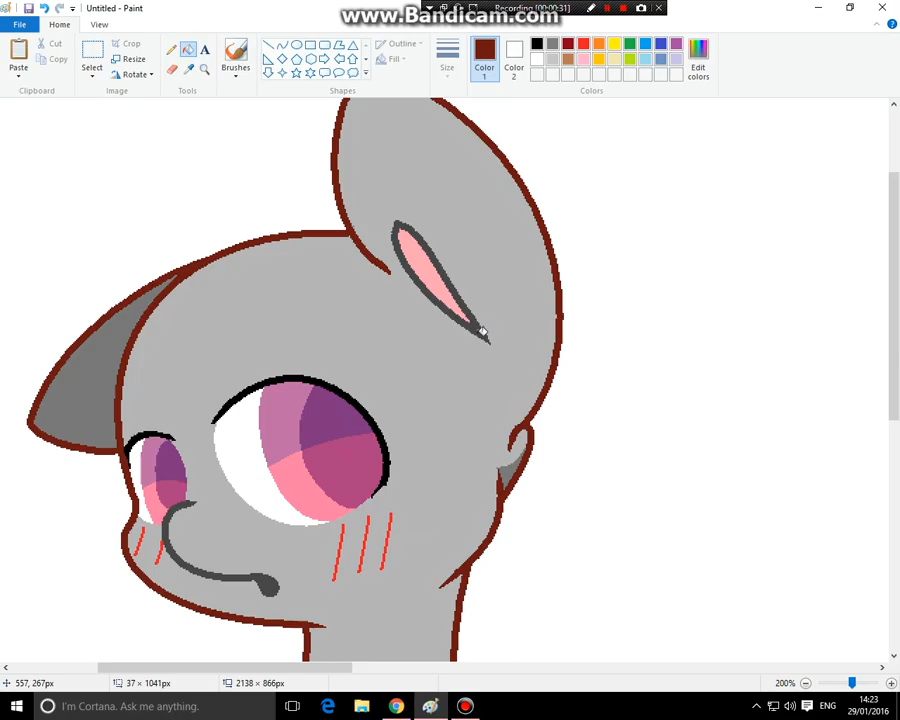 www.Bandicam.com
Recording [00:00:31]
Untitled - Paint
File
Home
View
Paste
Cut
Copy
Clipboard
Select
Crop
Resize
Rotate
Image
A
Tools
Brushes
Outline
Fill
Shapes
Size
Color 1
Color 2
Edit colors
Colors
557, 267px
37 × 1041px
2138 × 866px
200%
I'm Cortana. Ask me anything.
ENG
14:23
29/01/2016